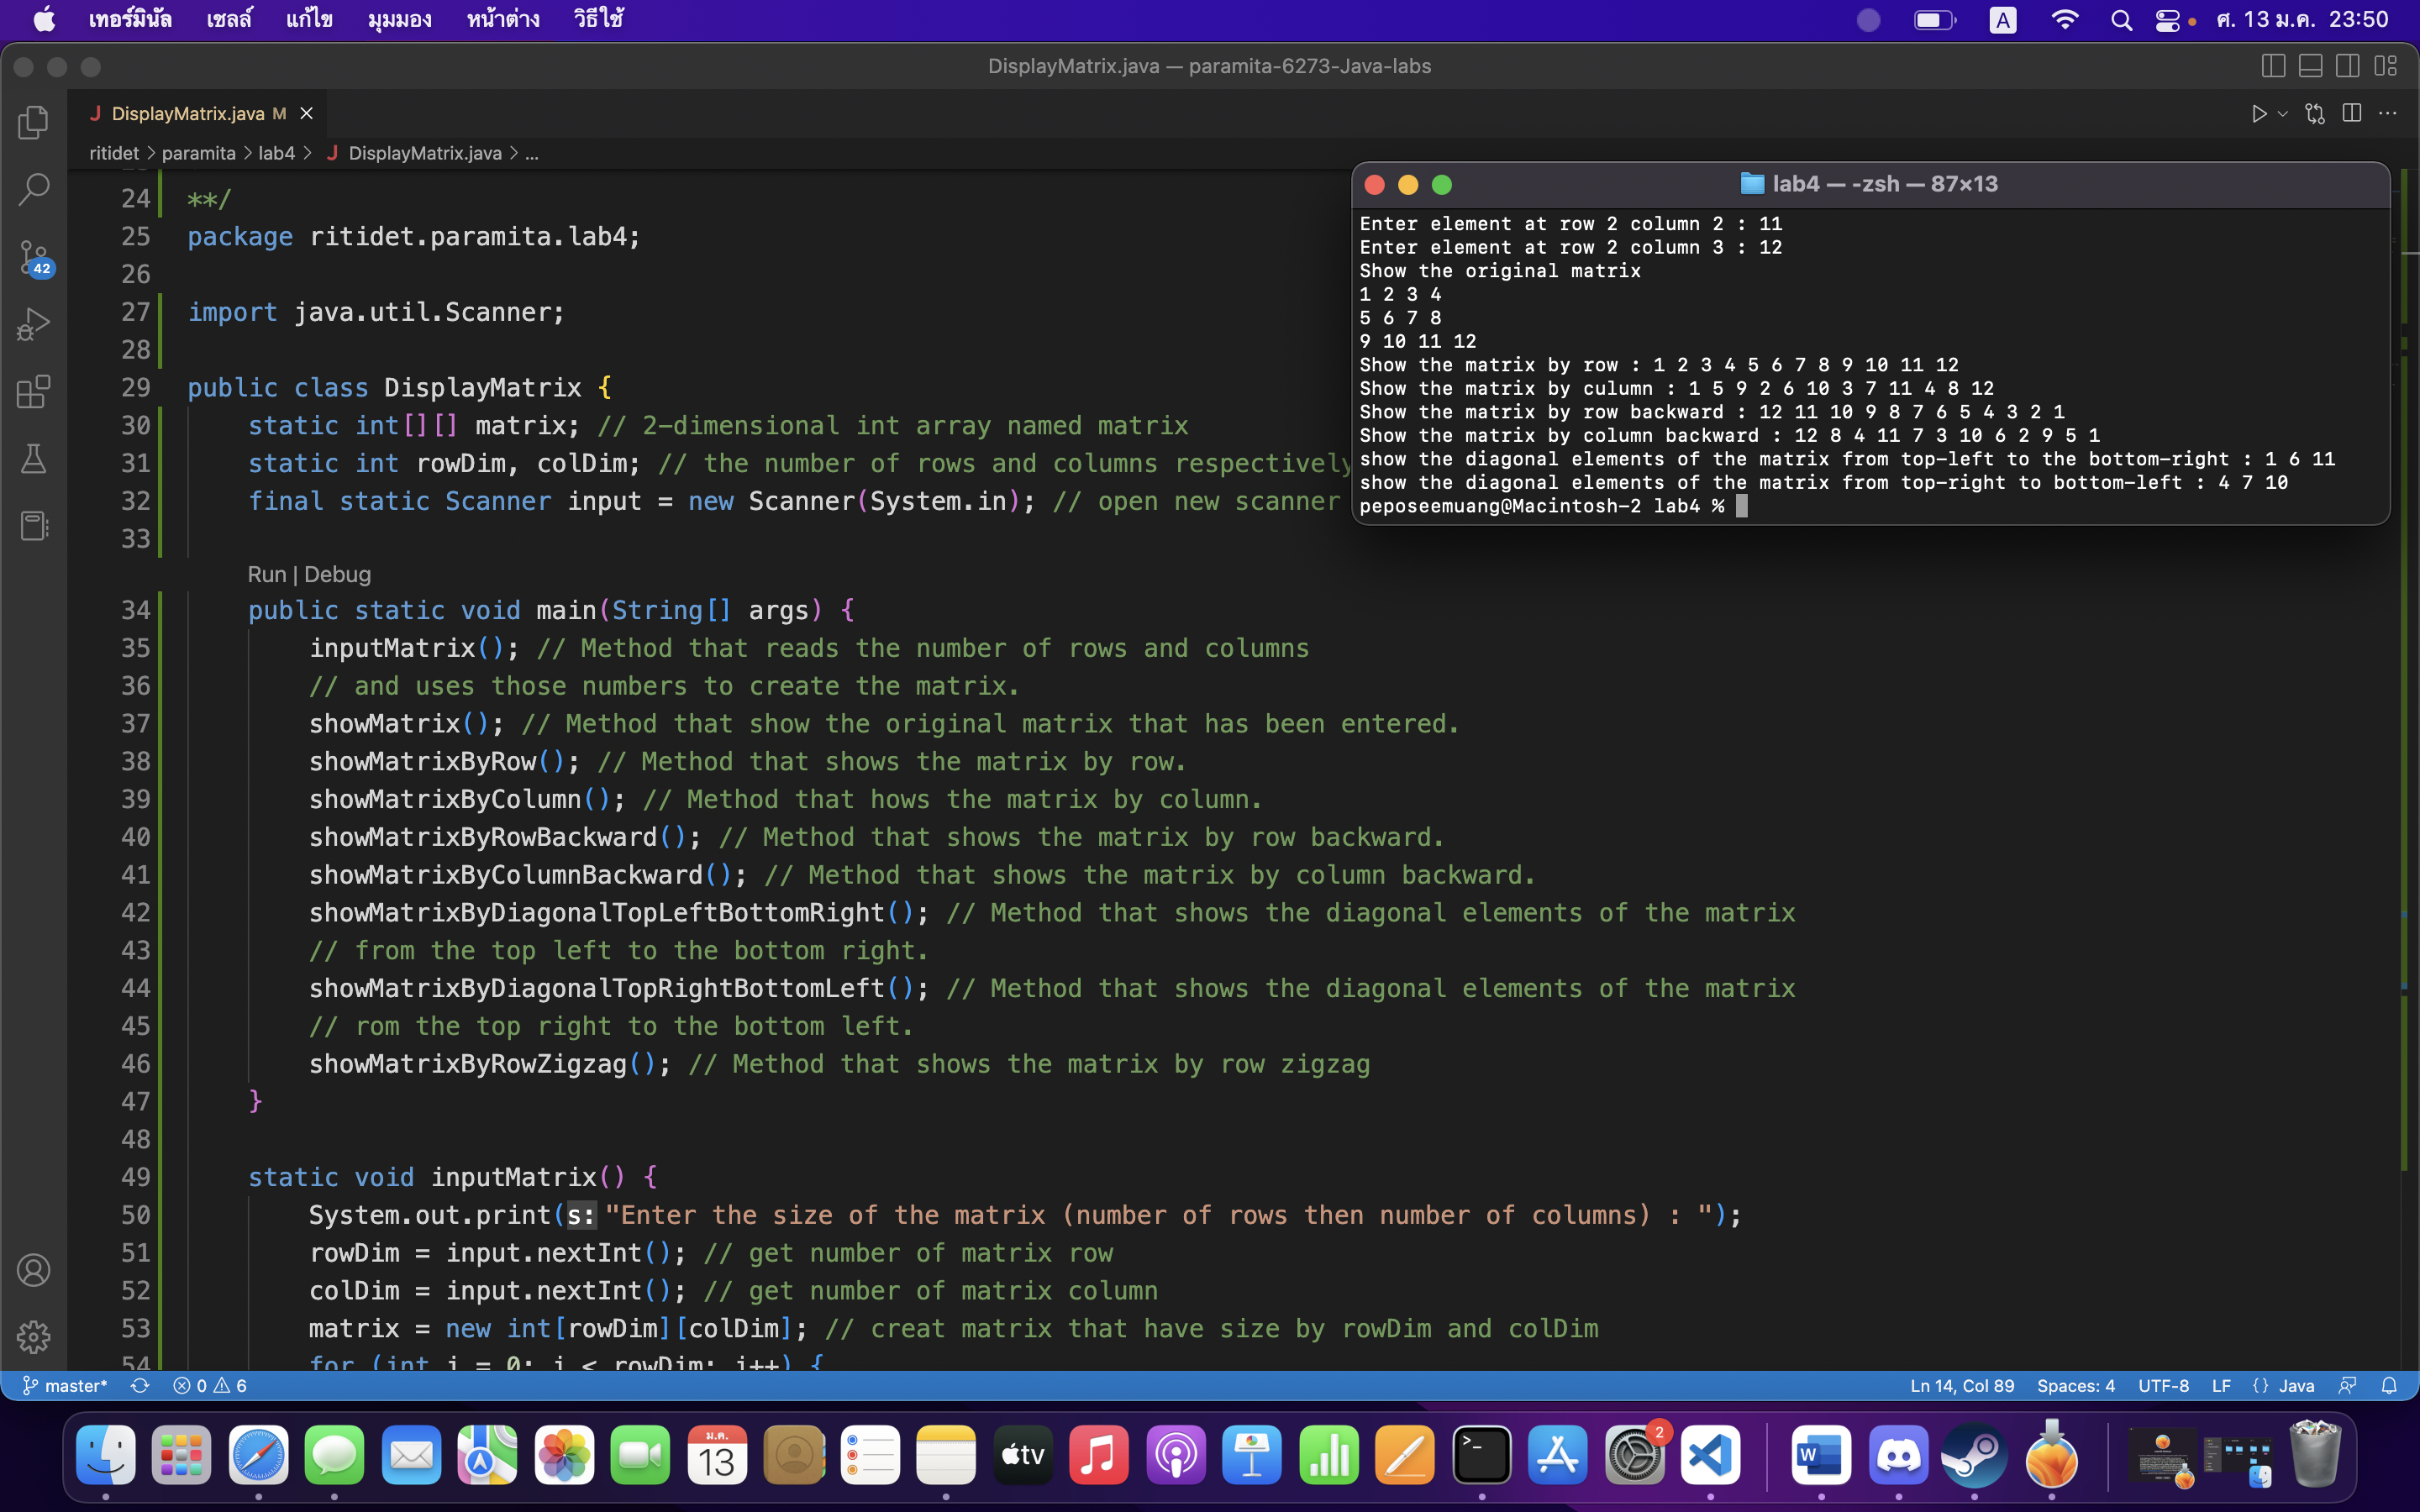 เทอร์มินัล เชลล์ แก้ไข มุมมอง หน้าต่าง วิธีใช้ A ศ. 13 ม.ค. 23:50
DisplayMatrix.java — paramita-6273-Java-labs
J DisplayMatrix.java M
ritidet > paramita > lab4 > J DisplayMatrix.java > ...
24 **/
25 package ritidet.paramita.lab4;
26
27 import java.util.Scanner;
28
29 public class DisplayMatrix {
30 static int[][] matrix; // 2-dimensional int array named matrix
31 static int rowDim, colDim; // the number of rows and columns respectively
32 final static Scanner input = new Scanner(System.in); // open new scanner
33
Run | Debug
34 public static void main(String[] args) {
35 inputMatrix(); // Method that reads the number of rows and columns
36 // and uses those numbers to create the matrix.
37 showMatrix(); // Method that show the original matrix that has been entered.
38 showMatrixByRow(); // Method that shows the matrix by row.
39 showMatrixByColumn(); // Method that hows the matrix by column.
40 showMatrixByRowBackward(); // Method that shows the matrix by row backward.
41 showMatrixByColumnBackward(); // Method that shows the matrix by column backward.
42 showMatrixByDiagonalTopLeftBottomRight(); // Method that shows the diagonal elements of the matrix
43 // from the top left to the bottom right.
44 showMatrixByDiagonalTopRightBottomLeft(); // Method that shows the diagonal elements of the matrix
45 // rom the top right to the bottom left.
46 showMatrixByRowZigzag(); // Method that shows the matrix by row zigzag
47 }
48
49 static void inputMatrix() {
50 System.out.print(s: "Enter the size of the matrix (number of rows then number of columns) : ");
51 rowDim = input.nextInt(); // get number of matrix row
52 colDim = input.nextInt(); // get number of matrix column
53 matrix = new int[rowDim][colDim]; // creat matrix that have size by rowDim and colDim
54 for (int i = 0; i < rowDim; i++) {
lab4 — -zsh — 87×13
Enter element at row 2 column 2 : 11
Enter element at row 2 column 3 : 12
Show the original matrix
1 2 3 4
5 6 7 8
9 10 11 12
Show the matrix by row : 1 2 3 4 5 6 7 8 9 10 11 12
Show the matrix by culumn : 1 5 9 2 6 10 3 7 11 4 8 12
Show the matrix by row backward : 12 11 10 9 8 7 6 5 4 3 2 1
Show the matrix by column backward : 12 8 4 11 7 3 10 6 2 9 5 1
show the diagonal elements of the matrix from top-left to the bottom-right : 1 6 11
show the diagonal elements of the matrix from top-right to bottom-left : 4 7 10
peposeemuang@Macintosh-2 lab4 %
42
master* 0 6 Ln 14, Col 89 Spaces: 4 UTF-8 LF {} Java
ม.ค.
13
tv
>_
2
W